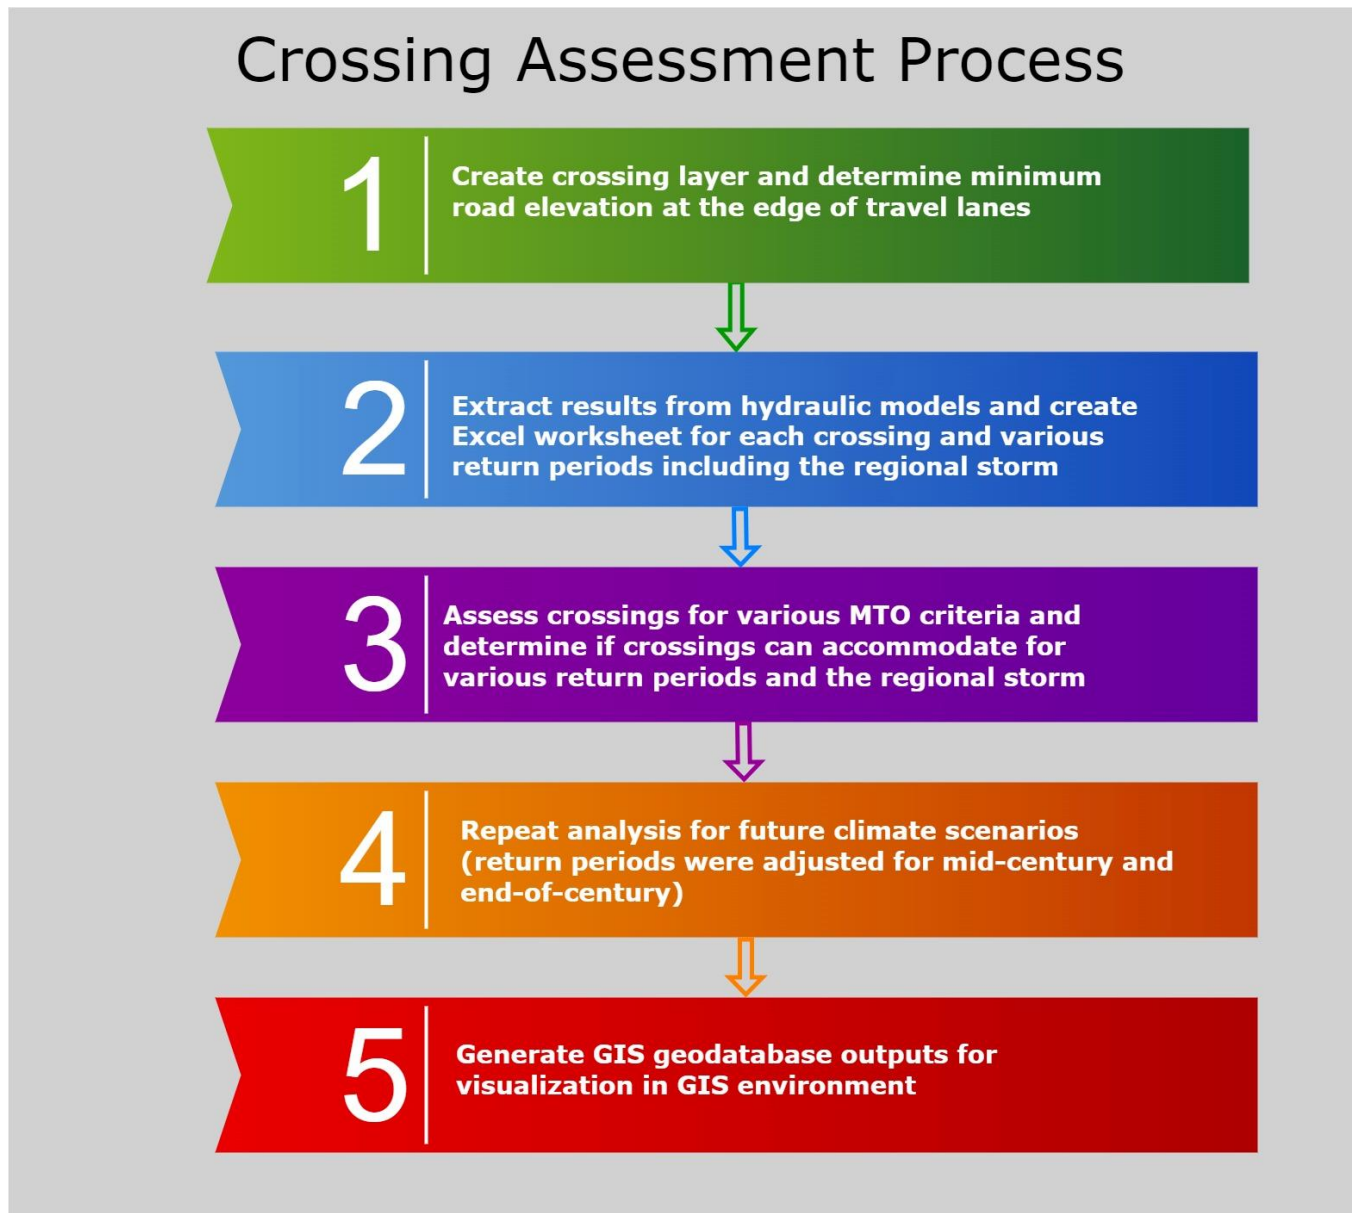 Crossing Assessment Process
1
Create crossing layer and determine minimum
road elevation at the edge of travel lanes
2
Extract results from hydraulic models and create
Excel worksheet for each crossing and various
return periods including the regional storm
3
Assess crossings for various MTO criteria and
determine if crossings can accommodate for
various return periods and the regional storm
4
Repeat analysis for future climate scenarios
(return periods were adjusted for mid-century and
end-of-century)
5
Generate GIS geodatabase outputs for
visualization in GIS environment